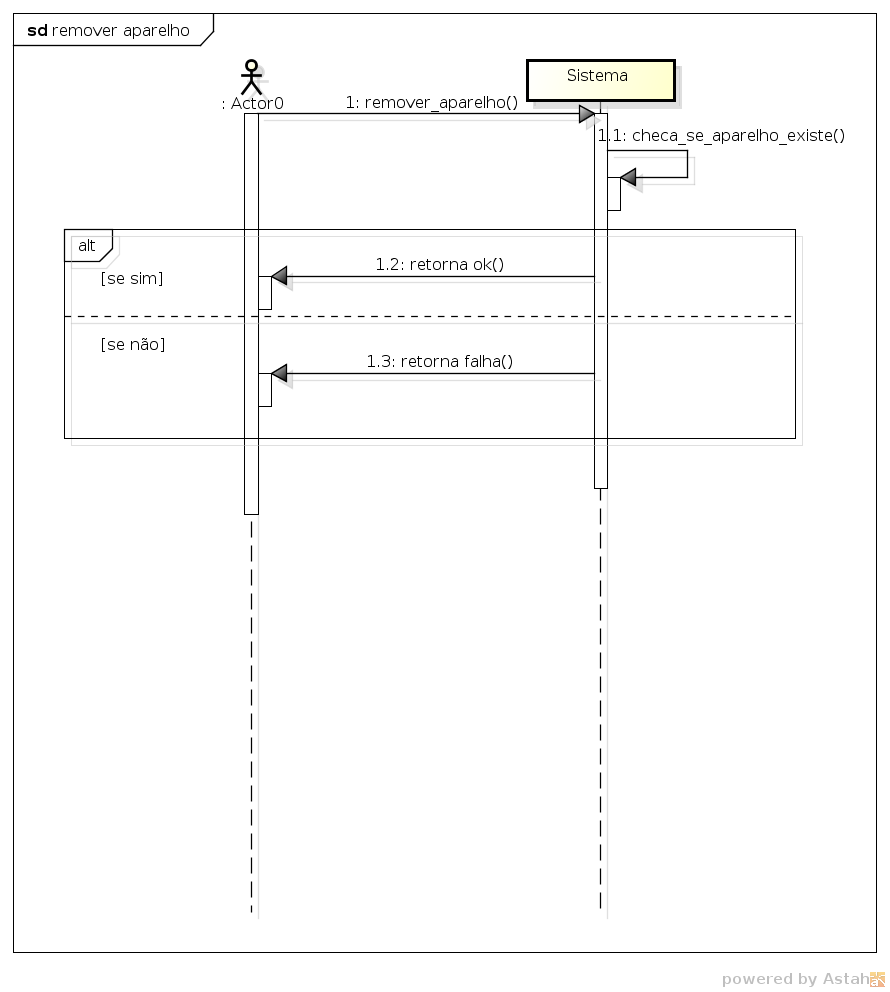 sd remover aparelho
Sistema
: Actor0
1: remover_aparelho()
1.1: checa_se_aparelho_existe()
alt
1.2: retorna ok()
[se sim]
[se não]
1.3: retorna falha()
powered by Astah